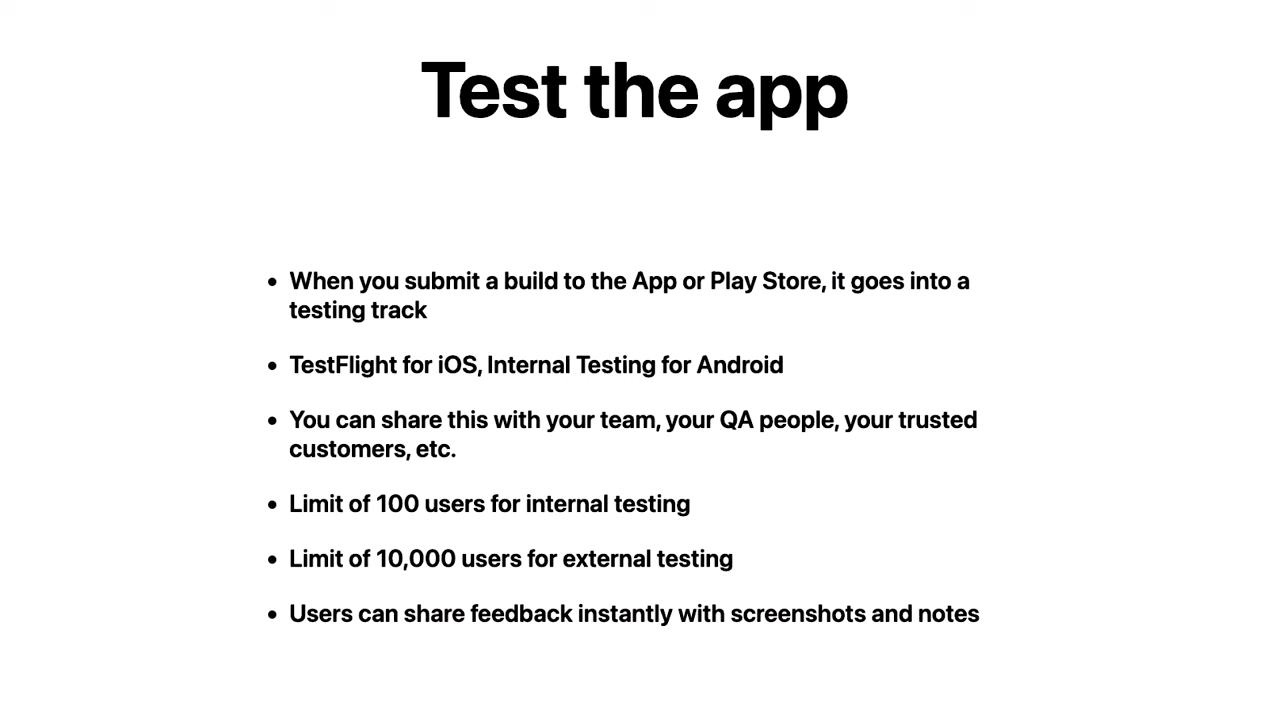 Test the app
• When you submit a build to the App or Play Store, it goes into a
testing track
• TestFlight for iOS, Internal Testing for Android
• You can share this with your team, your QA people, your trusted
customers, etc.
• Limit of 100 users for internal testing
• Limit of 10,000 users for external testing
• Users can share feedback instantly with screenshots and notes